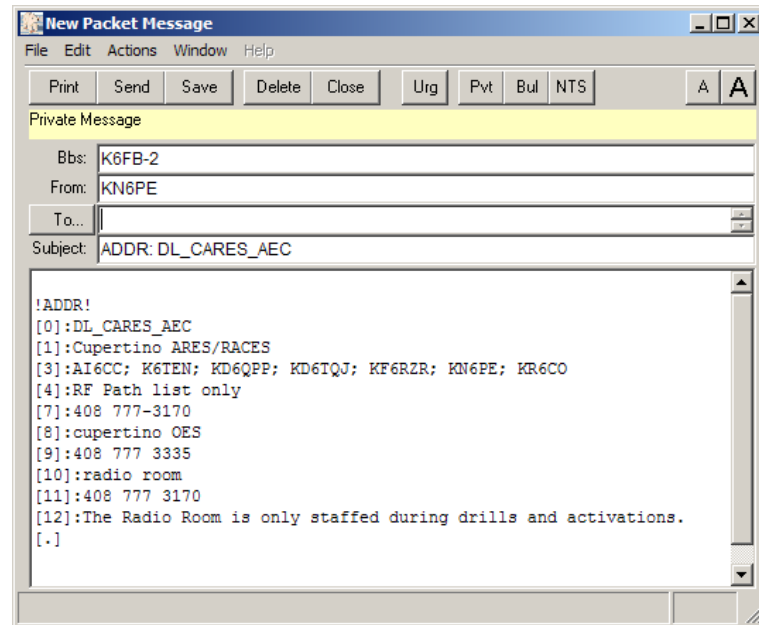 New Packet Message
File Edit Actions Window Help
Print Send Save Delete Close Urg Pvt Bul NTS A A
Private Message
Bbs: K6FB-2
From: KN6PE
To...
Subject: ADDR: DL_CARES_AEC
!ADDR!
[0]:DL_CARES_AEC
[1]:Cupertino ARES/RACES
[3]:AI6CC; K6TEN; KD6QPP; KD6TQJ; KF6RZR; KN6PE; KR6CO
[4]:RF Path list only
[7]:408 777-3170
[8]:cupertino OES
[9]:408 777 3335
[10]:radio room
[11]:408 777 3170
[12]:The Radio Room is only staffed during drills and activations.
[.]